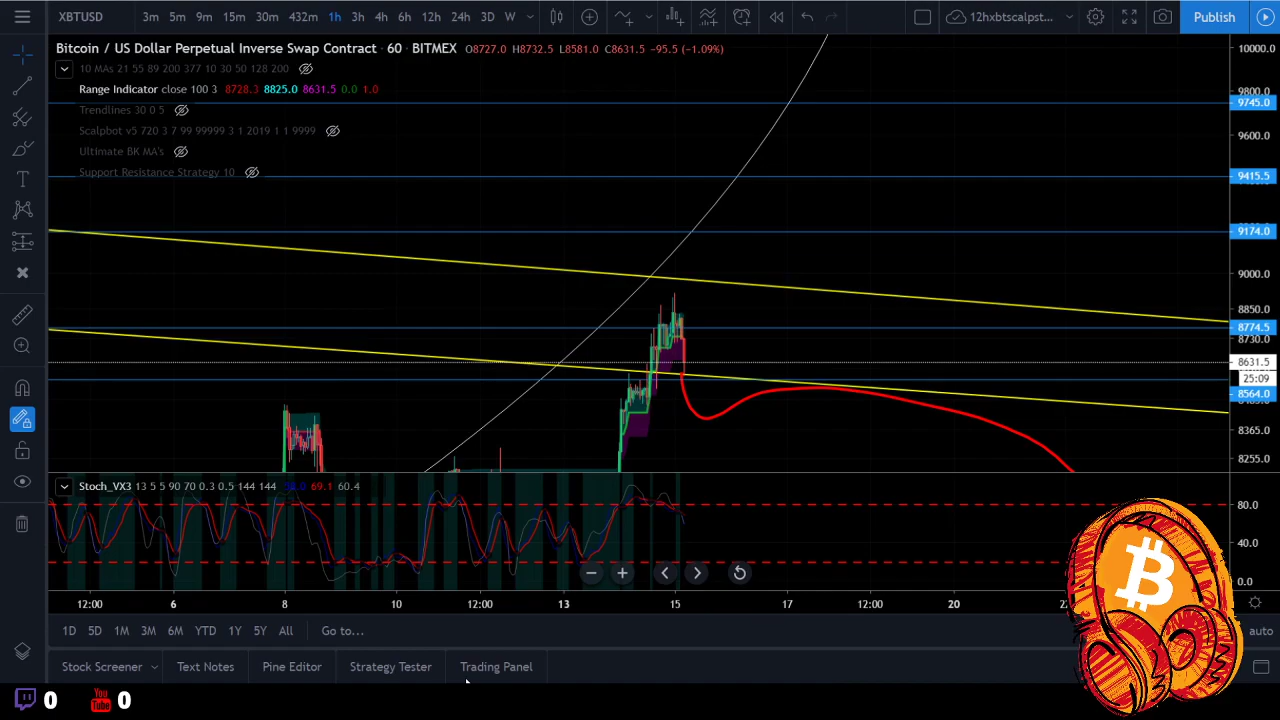 XBTUSD 3m 5m 9m 15m 30m 432m 1h 3h 4h 6h 12h 24h 3D W 12hxbtscalpst... Publish
Bitcoin / US Dollar Perpetual Inverse Swap Contract · 60 · BITMEX O8727.0 H8732.5 L8581.0 C8631.5 −95.5 (−1.09%)
10 MAs 21 55 89 200 377 10 30 50 128 200
Range Indicator close 100 3 8728.3 8825.0 8631.5 0.0 1.0
Trendlines 30 0 5
Scalpbot v5 720 3 7 99 99999 3 1 2019 1 1 9999
Ultimate BK MA's
Support Resistance Strategy 10
10000.0
9800.0
9745.0
9600.0
9415.5
9174.0
9000.0
8850.0
8774.5
8730.0
8631.5
25:09
8564.0
8365.0
8255.0
Stoch_VX3 13 5 5 90 70 0.3 0.5 144 144 69.1 60.4
80.0
40.0
0.0
12:00 6 8 10 12:00 13 15 17 12:00 20
1D 5D 1M 3M 6M YTD 1Y 5Y All Go to... auto
Stock Screener Text Notes Pine Editor Strategy Tester Trading Panel
0 You Tube 0